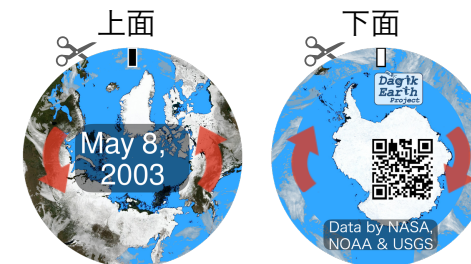 上面
下面
May 8,
2003
Dagik
Earth
Project
Data by NASA,
NOAA & USGS